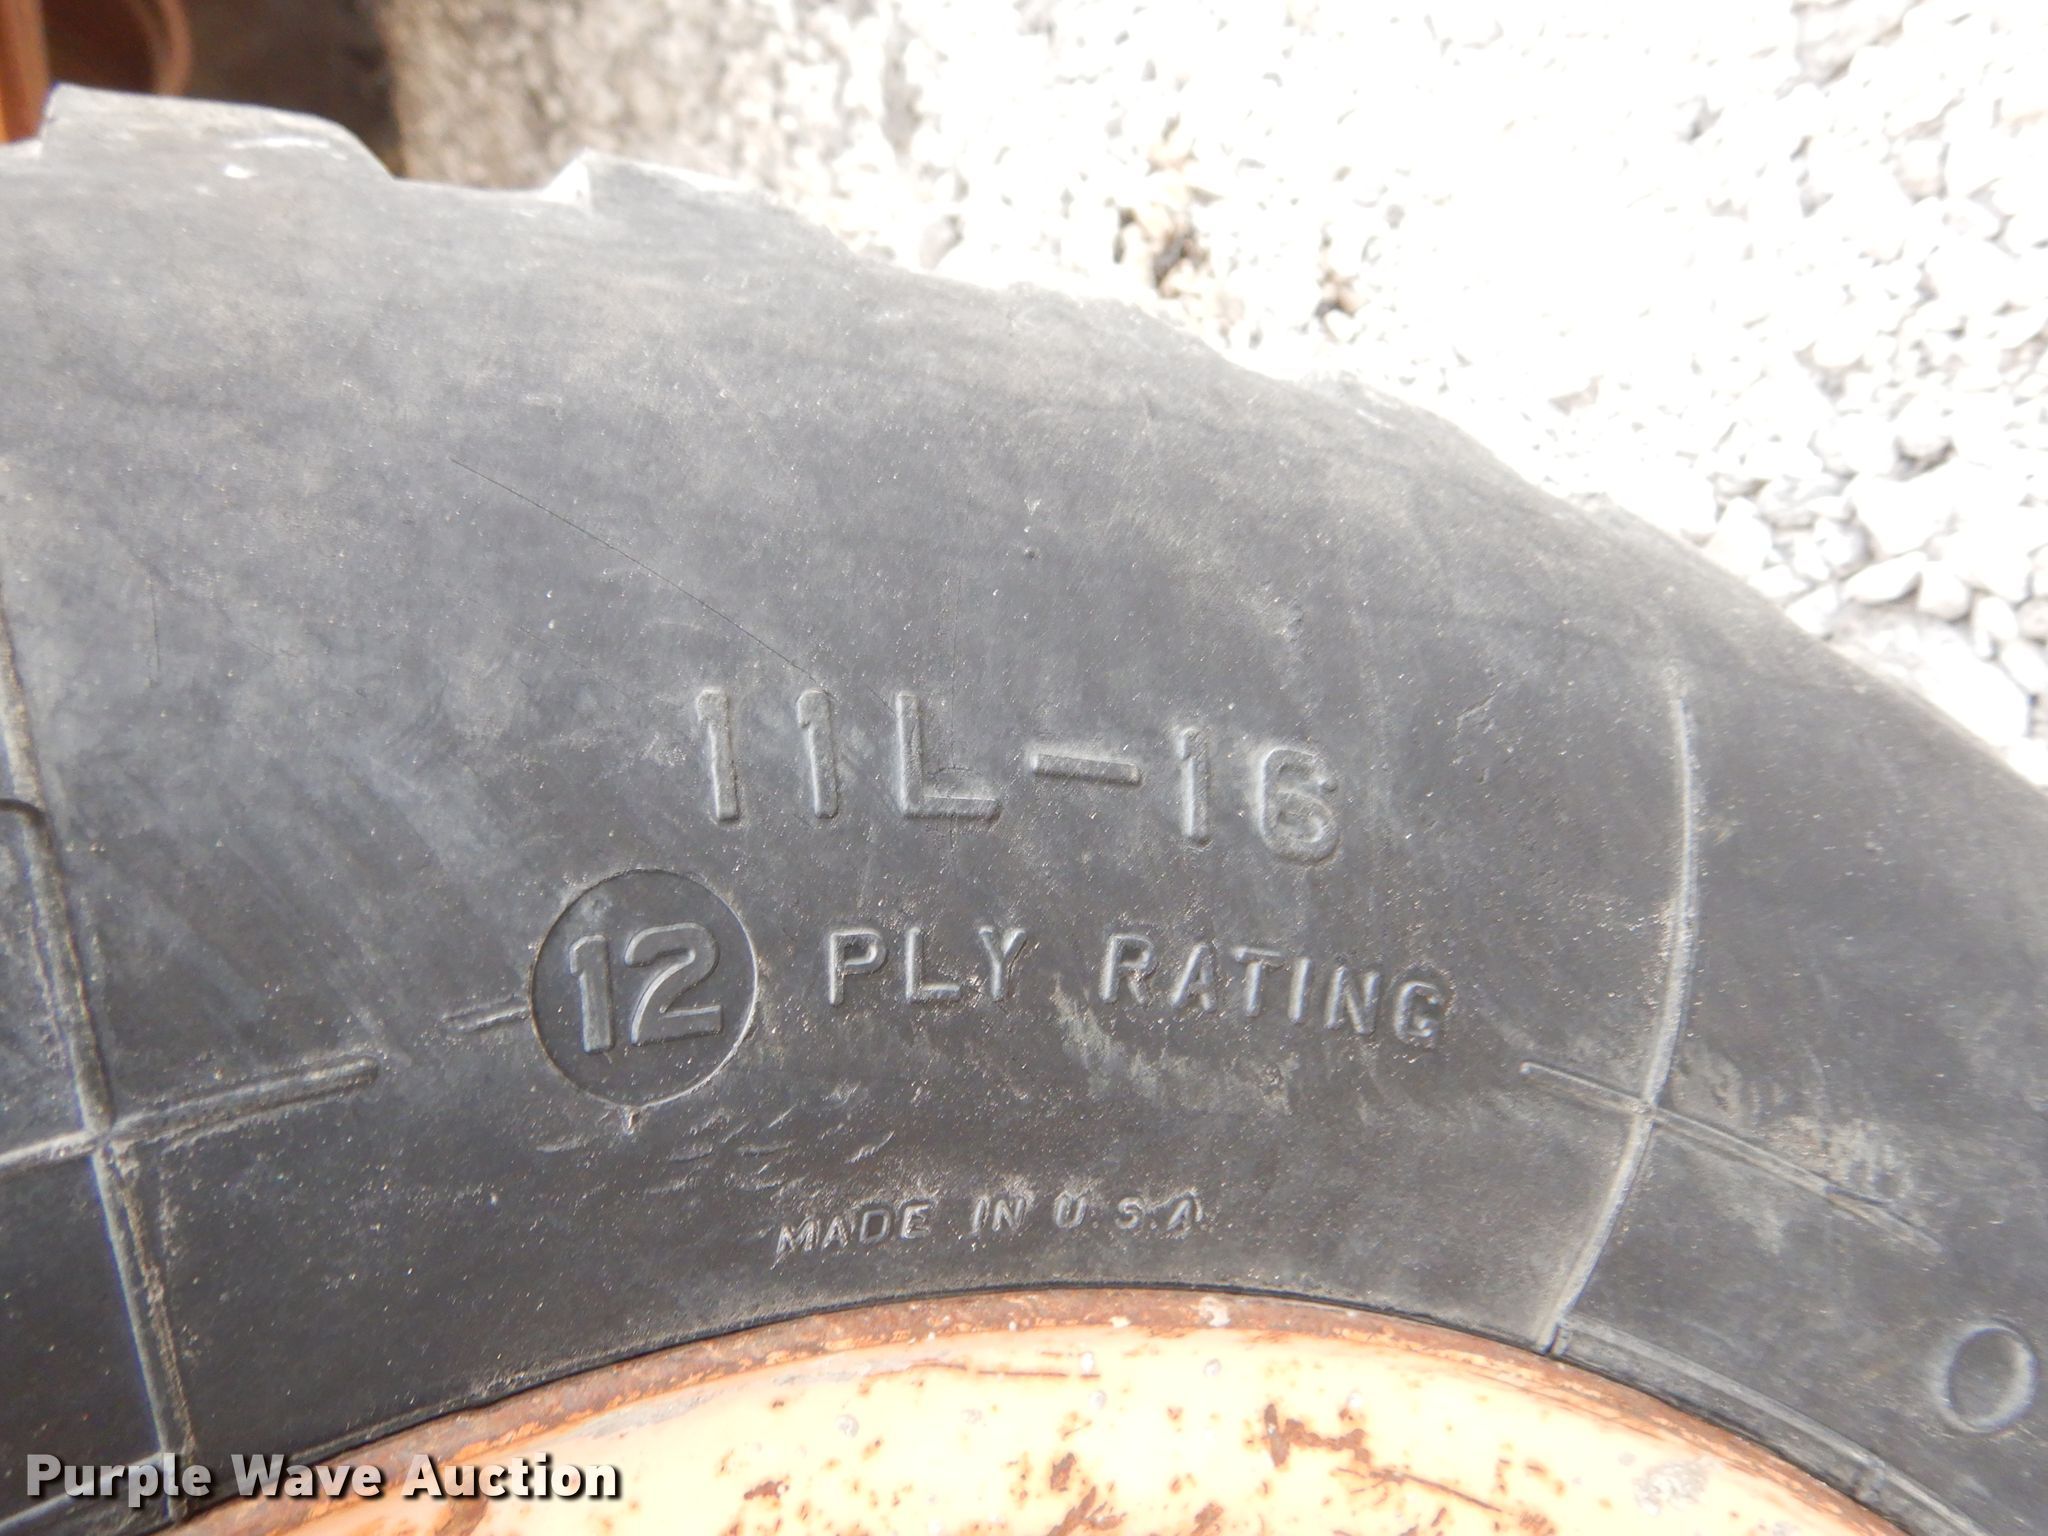 11L-16
12 PLY RATING
MADE IN U.S.A.
Purple Wave Auction